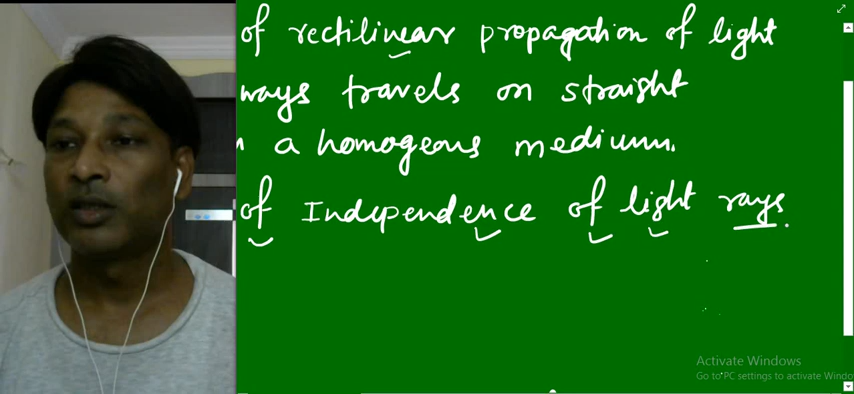 of rectilinear propagation of light
ways travels on straight
a homogeous medium.
of Independence of light rays.
Activate Windows
Go to PC settings to activate Windo